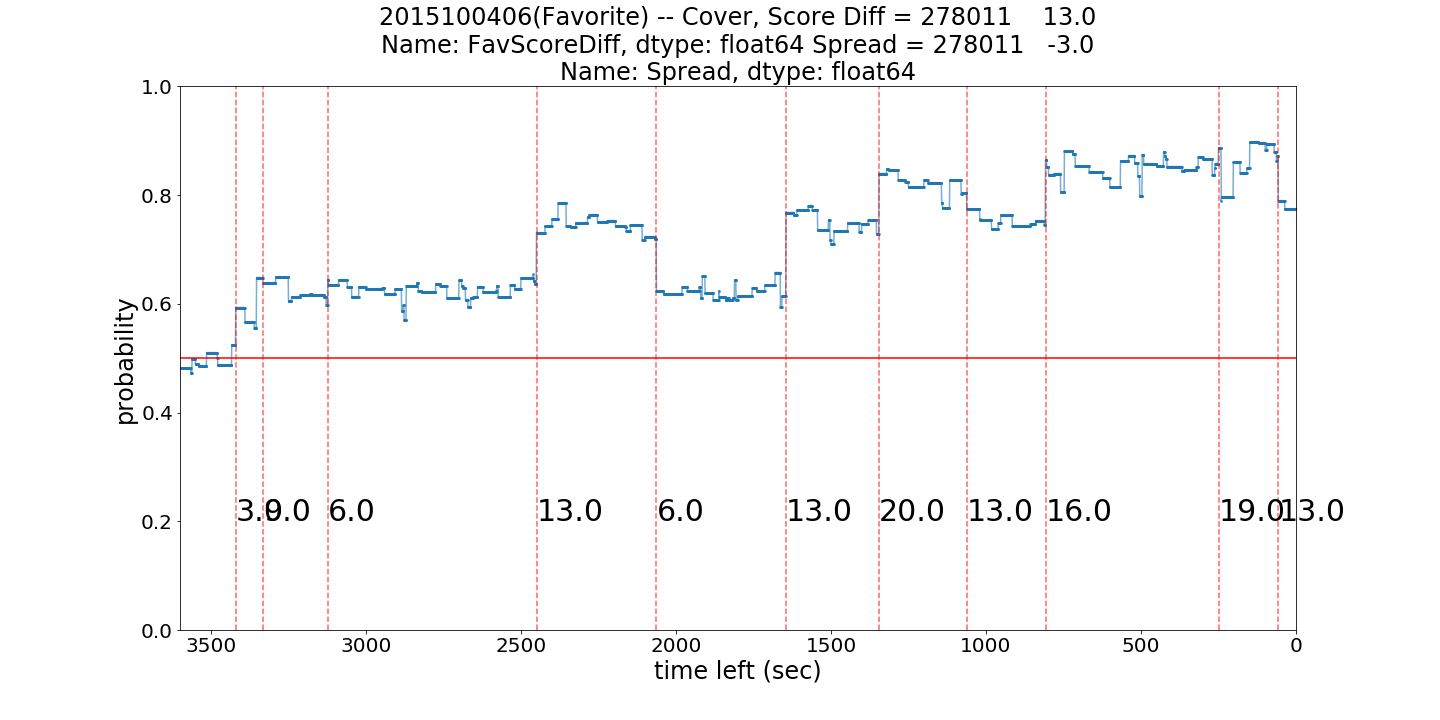 2015100406(Favorite) -- Cover, Score Diff = 278011    13.0
Name: FavScoreDiff, dtype: float64 Spread = 278011   -3.0
Name: Spread, dtype: float64
1.0
0.8
0.6
0.4
0.2
0.0
probability
3.0 9.0 6.0 13.0 6.0 13.0 20.0 13.0 16.0 19.0 13.0
3500 3000 2500 2000 1500 1000 500 0
time left (sec)